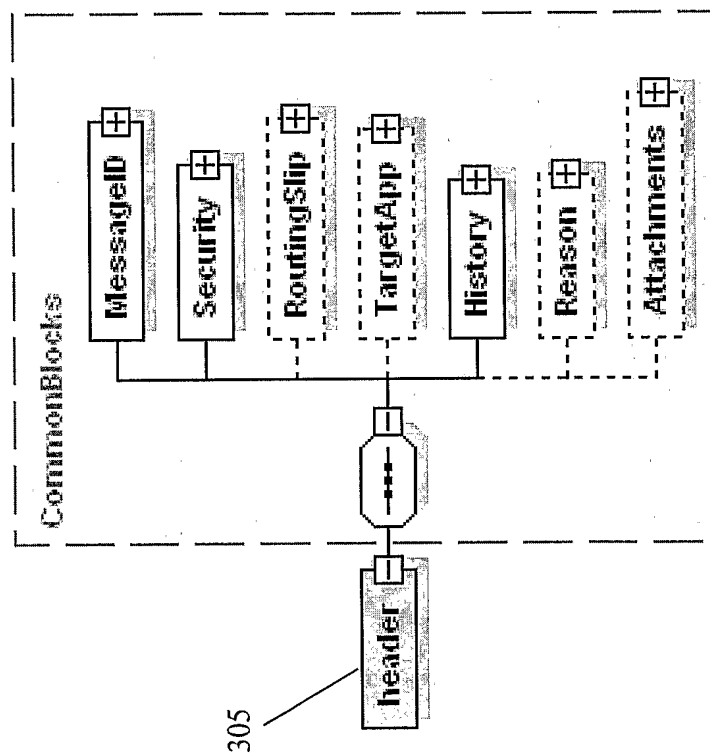 CommonBlocks
305
header
MessageID
Security
RoutingSlip
TargetApp
History
Reason
Attachments